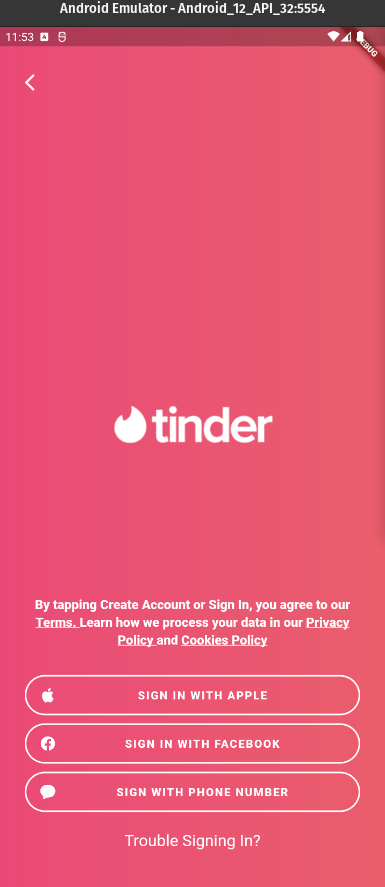 Android Emulator - Android_12_API_32:5554
11:53 A
tinder
By tapping Create Account or Sign In, you agree to our
Terms. Learn how we process your data in our Privacy
Policy and Cookies Policy
SIGN IN WITH APPLE
SIGN IN WITH FACEBOOK
SIGN WITH PHONE NUMBER
Trouble Signing In?